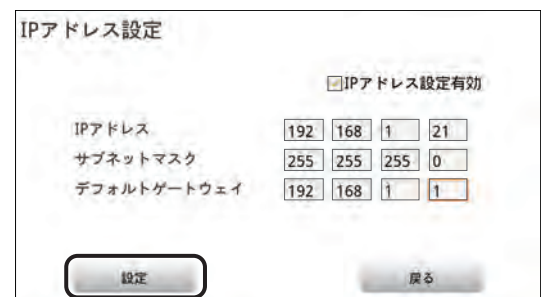 IPアドレス設定
IPアドレス設定有効
IPアドレス 192 168 1 21
サブネットマスク 255 255 255 0
デフォルトゲートウェイ 192 168 1 1
設定 戻る